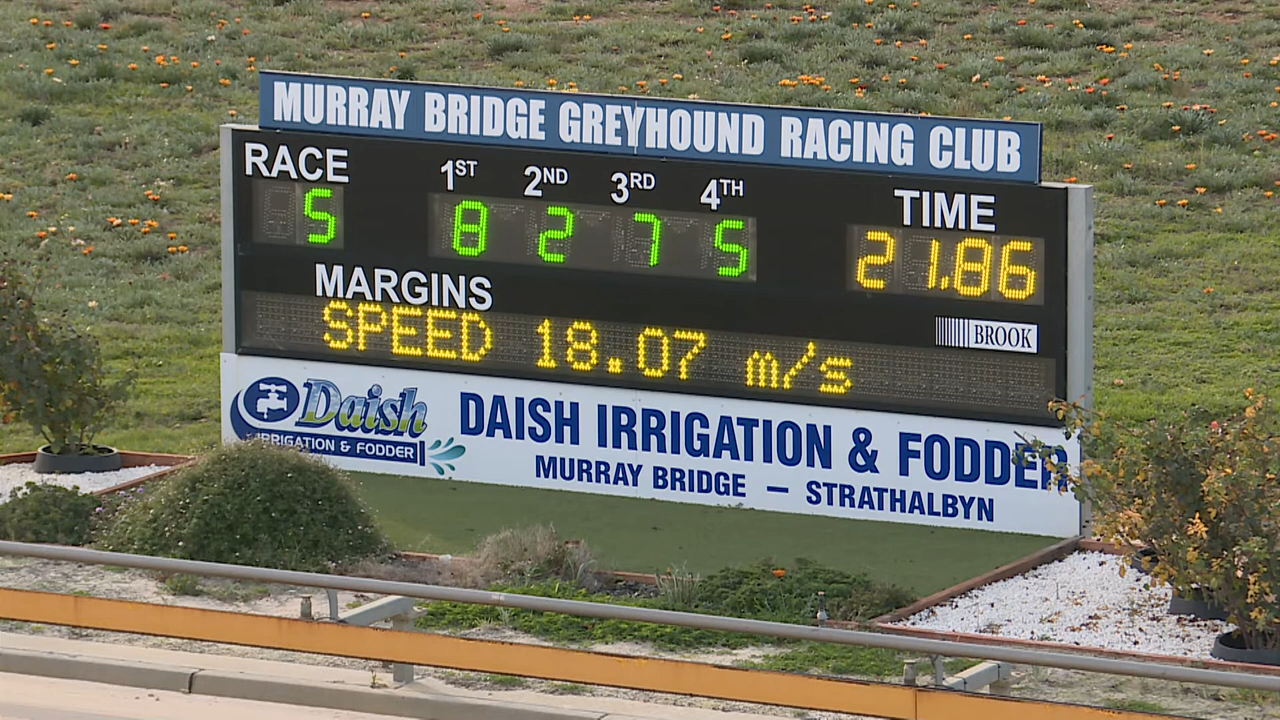 MURRAY BRIDGE GREYHOUND RACING CLUB
RACE 1ST 2ND 3RD 4TH TIME
5 8 2 7 5 21.86
MARGINS
SPEED 18.07 m/s
BROOK
Daish
IRRIGATION & FODDER
DAISH IRRIGATION & FODDER
MURRAY BRIDGE – STRATHALBYN